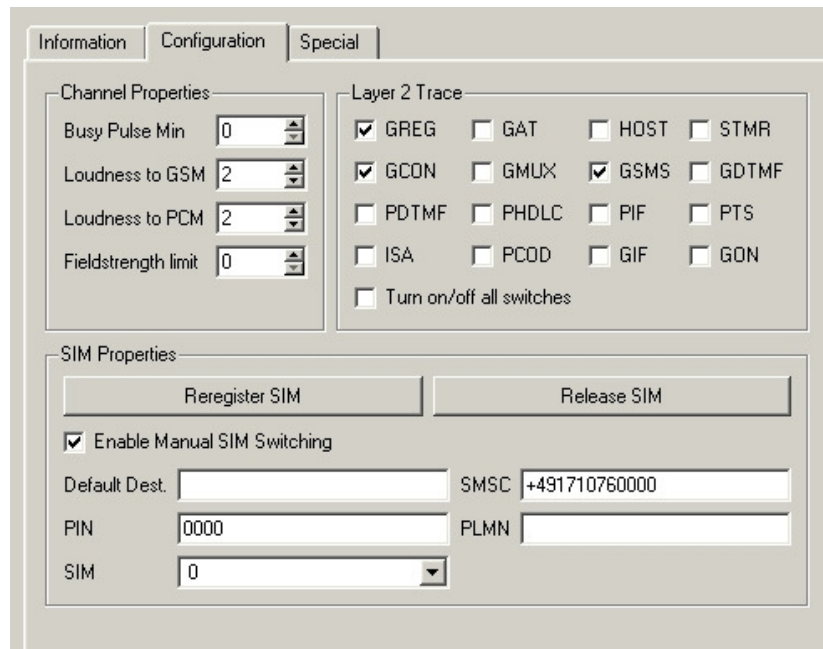 Information Configuration Special
Channel Properties
Busy Pulse Min 0
Loudness to GSM 2
Loudness to PCM 2
Fieldstrength limit 0
Layer 2 Trace
GREG GAT HOST STMR
GCON GMUX GSMS GDTMF
PDTMF PHDLC PIF PTS
ISA PCOD GIF GON
Turn on/off all switches
SIM Properties
Reregister SIM Release SIM
Enable Manual SIM Switching
Default Dest. SMSC +491710760000
PIN 0000 PLMN
SIM 0